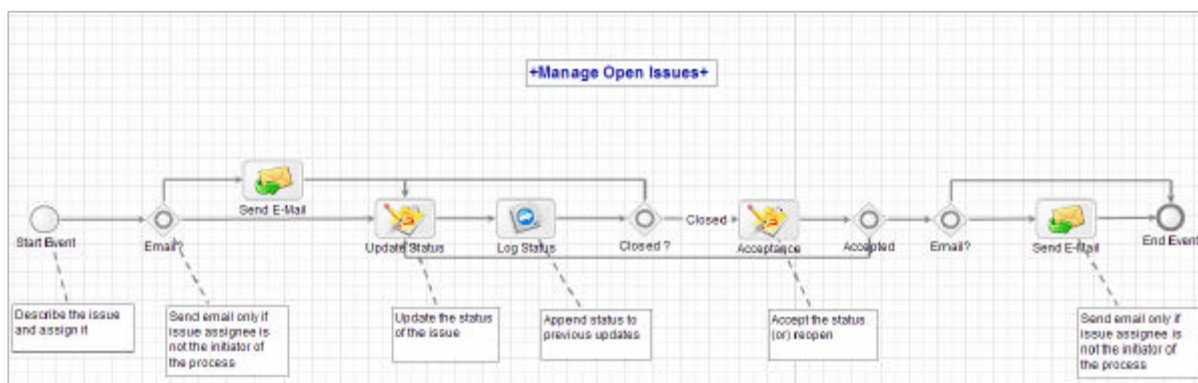 +Manage Open Issues+
Send E-Mail
Start Event
Email?
Update Status
Log Status
Closed ?
Closed
Acceptance
Accepted
Email?
Send E-Mail
End Event
Describe the issue
and assign it
Send email only if
issue assignee is
not the initiator of
the process
Update the status
of the issue
Append status to
previous updates
Accept the status
(or) reopen
Send email only if
issue assignee is
not the initiator of
the process